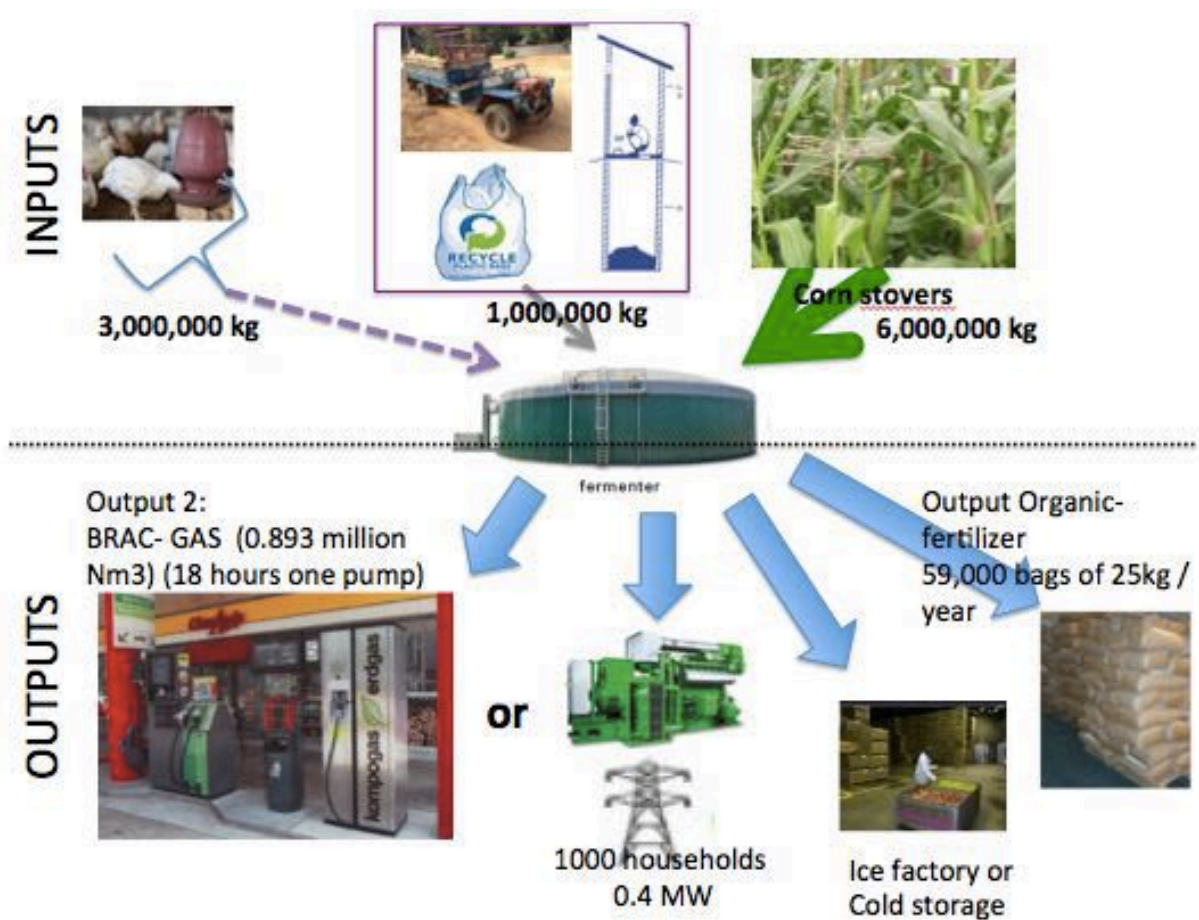 INPUTS
RECYCLE
PLASTIC BAGS
3,000,000 kg
1,000,000 kg
Corn stovers
6,000,000 kg
fermenter
Output 2:
BRAC- GAS (0.893 million
Nm3) (18 hours one pump)
Output Organic-
fertilizer
59,000 bags of 25kg /
year
OUTPUTS
kompogas erdgas
or
1000 households
0.4 MW
Ice factory or
Cold storage